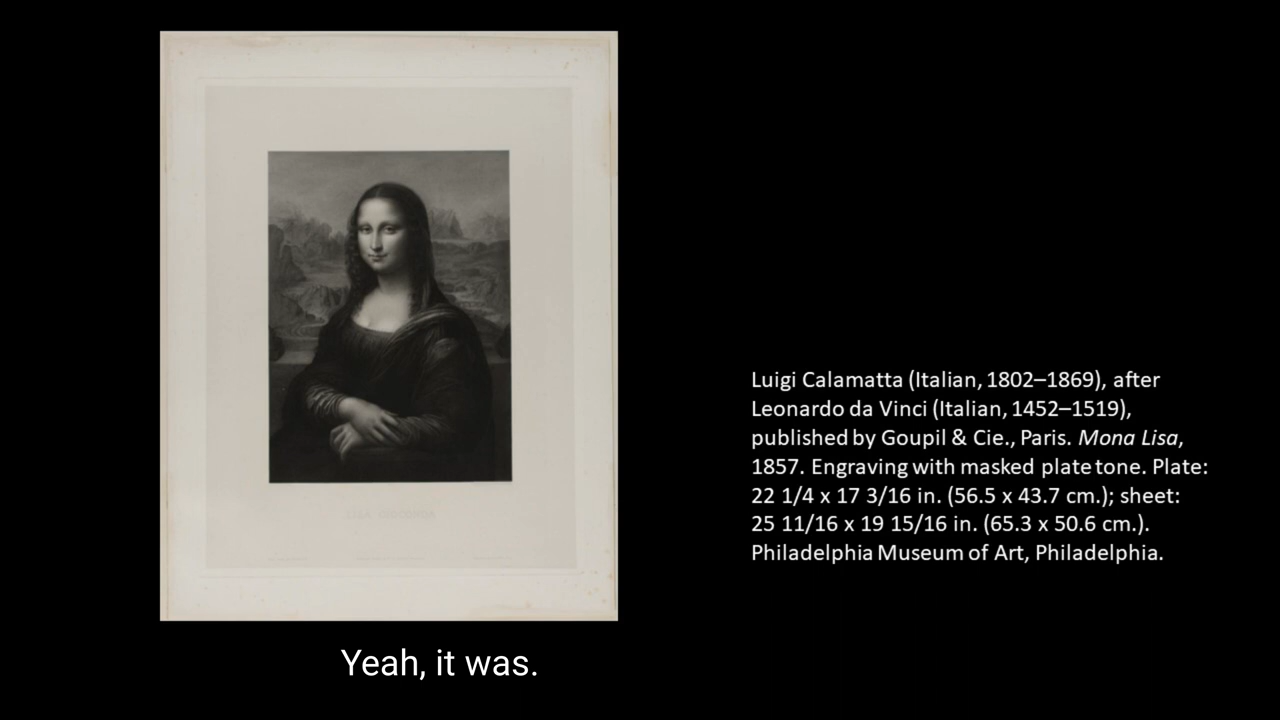 Luigi Calamatta (Italian, 1802–1869), after
Leonardo da Vinci (Italian, 1452–1519),
published by Goupil & Cie., Paris. Mona Lisa,
1857. Engraving with masked plate tone. Plate:
22 1/4 x 17 3/16 in. (56.5 x 43.7 cm.); sheet:
25 11/16 x 19 15/16 in. (65.3 x 50.6 cm.).
Philadelphia Museum of Art, Philadelphia.
Yeah, it was.